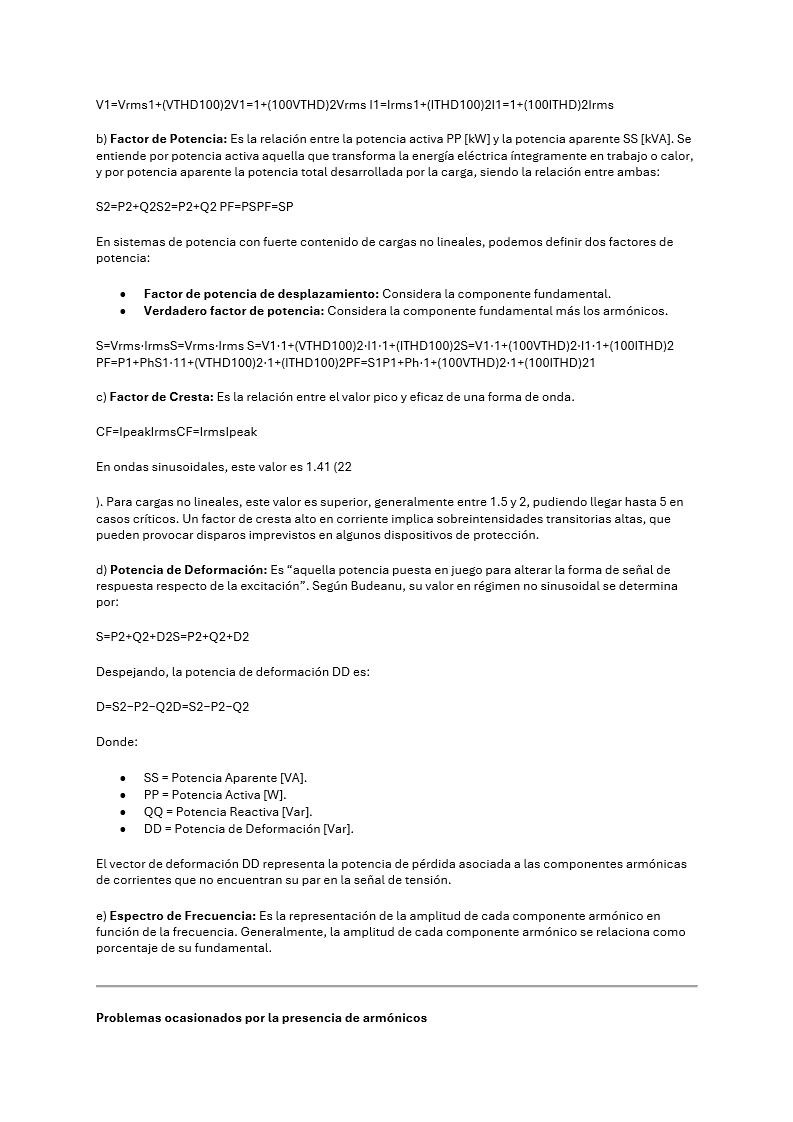 V1=Vrms1+(VTHD100)2V1=1+(100VTHD)2Vrms I1=Irms1+(ITHD100)2I1=1+(100ITHD)2Irms
b) Factor de Potencia: Es la relación entre la potencia activa PP [kW] y la potencia aparente SS [kVA]. Se
entiende por potencia activa aquella que transforma la energía eléctrica íntegramente en trabajo o calor,
y por potencia aparente la potencia total desarrollada por la carga, siendo la relación entre ambas:
S2=P2+Q2S2=P2+Q2 PF=PSPF=SP
En sistemas de potencia con fuerte contenido de cargas no lineales, podemos definir dos factores de
potencia:
• Factor de potencia de desplazamiento: Considera la componente fundamental.
• Verdadero factor de potencia: Considera la componente fundamental más los armónicos.
S=Vrms·IrmsS=Vrms·Irms S=V1·1+(VTHD100)2·I1·1+(ITHD100)2S=V1·1+(100VTHD)2·I1·1+(100ITHD)2
PF=P1+PhS1·11+(VTHD100)2·1+(ITHD100)2PF=S1P1+Ph·1+(100VTHD)2·1+(100ITHD)21
c) Factor de Cresta: Es la relación entre el valor pico y eficaz de una forma de onda.
CF=IpeakIrmsCF=IrmsIpeak
En ondas sinusoidales, este valor es 1.41 (22
). Para cargas no lineales, este valor es superior, generalmente entre 1.5 y 2, pudiendo llegar hasta 5 en
casos críticos. Un factor de cresta alto en corriente implica sobreintensidades transitorias altas, que
pueden provocar disparos imprevistos en algunos dispositivos de protección.
d) Potencia de Deformación: Es “aquella potencia puesta en juego para alterar la forma de señal de
respuesta respecto de la excitación”. Según Budeanu, su valor en régimen no sinusoidal se determina
por:
S=P2+Q2+D2S=P2+Q2+D2
Despejando, la potencia de deformación DD es:
D=S2−P2−Q2D=S2−P2−Q2
Donde:
• SS = Potencia Aparente [VA].
• PP = Potencia Activa [W].
• QQ = Potencia Reactiva [Var].
• DD = Potencia de Deformación [Var].
El vector de deformación DD representa la potencia de pérdida asociada a las componentes armónicas
de corrientes que no encuentran su par en la señal de tensión.
e) Espectro de Frecuencia: Es la representación de la amplitud de cada componente armónico en
función de la frecuencia. Generalmente, la amplitud de cada componente armónico se relaciona como
porcentaje de su fundamental.
Problemas ocasionados por la presencia de armónicos